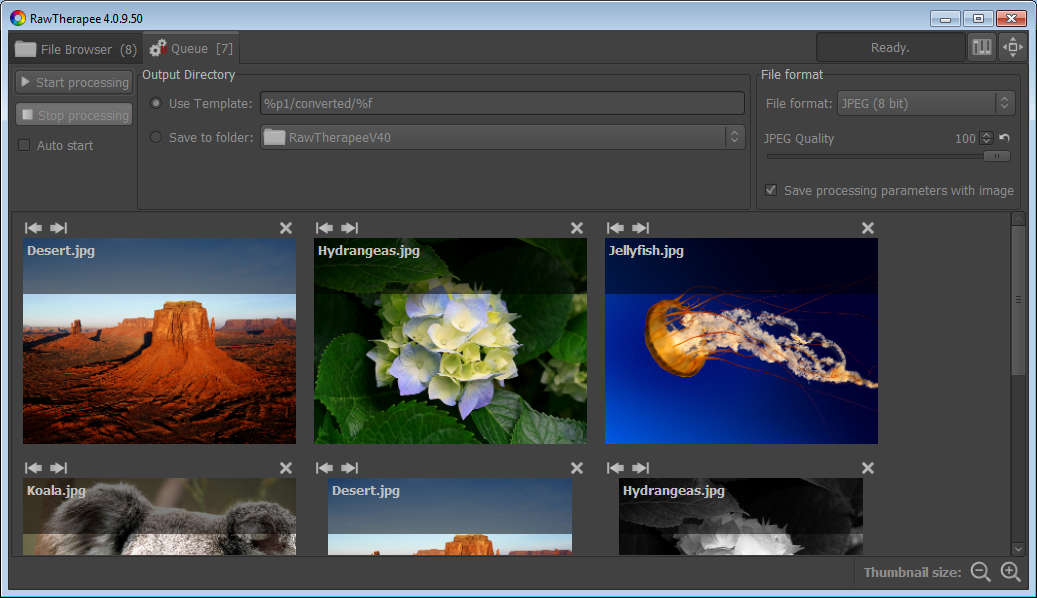 RawTherapee 4.0.9.50
File Browser (8)
Queue [7]
Ready.
Start processing
Stop processing
Auto start
Output Directory
Use Template: %p1/converted/%f
Save to folder: RawTherapeeV40
File format
File format: JPEG (8 bit)
JPEG Quality 100
Save processing parameters with image
Desert.jpg
Hydrangeas.jpg
Jellyfish.jpg
Koala.jpg
Desert.jpg
Hydrangeas.jpg
Thumbnail size: